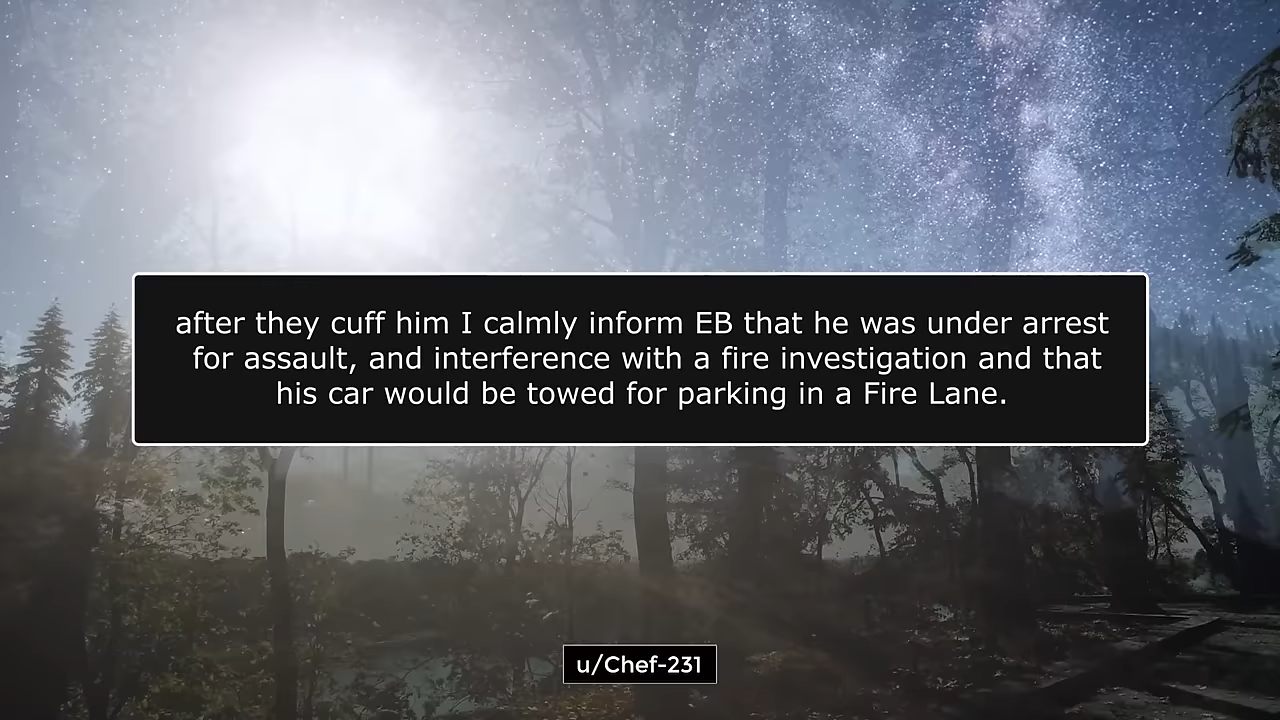 after they cuff him I calmly inform EB that he was under arrest
for assault, and interference with a fire investigation and that
his car would be towed for parking in a Fire Lane.
u/Chef-231